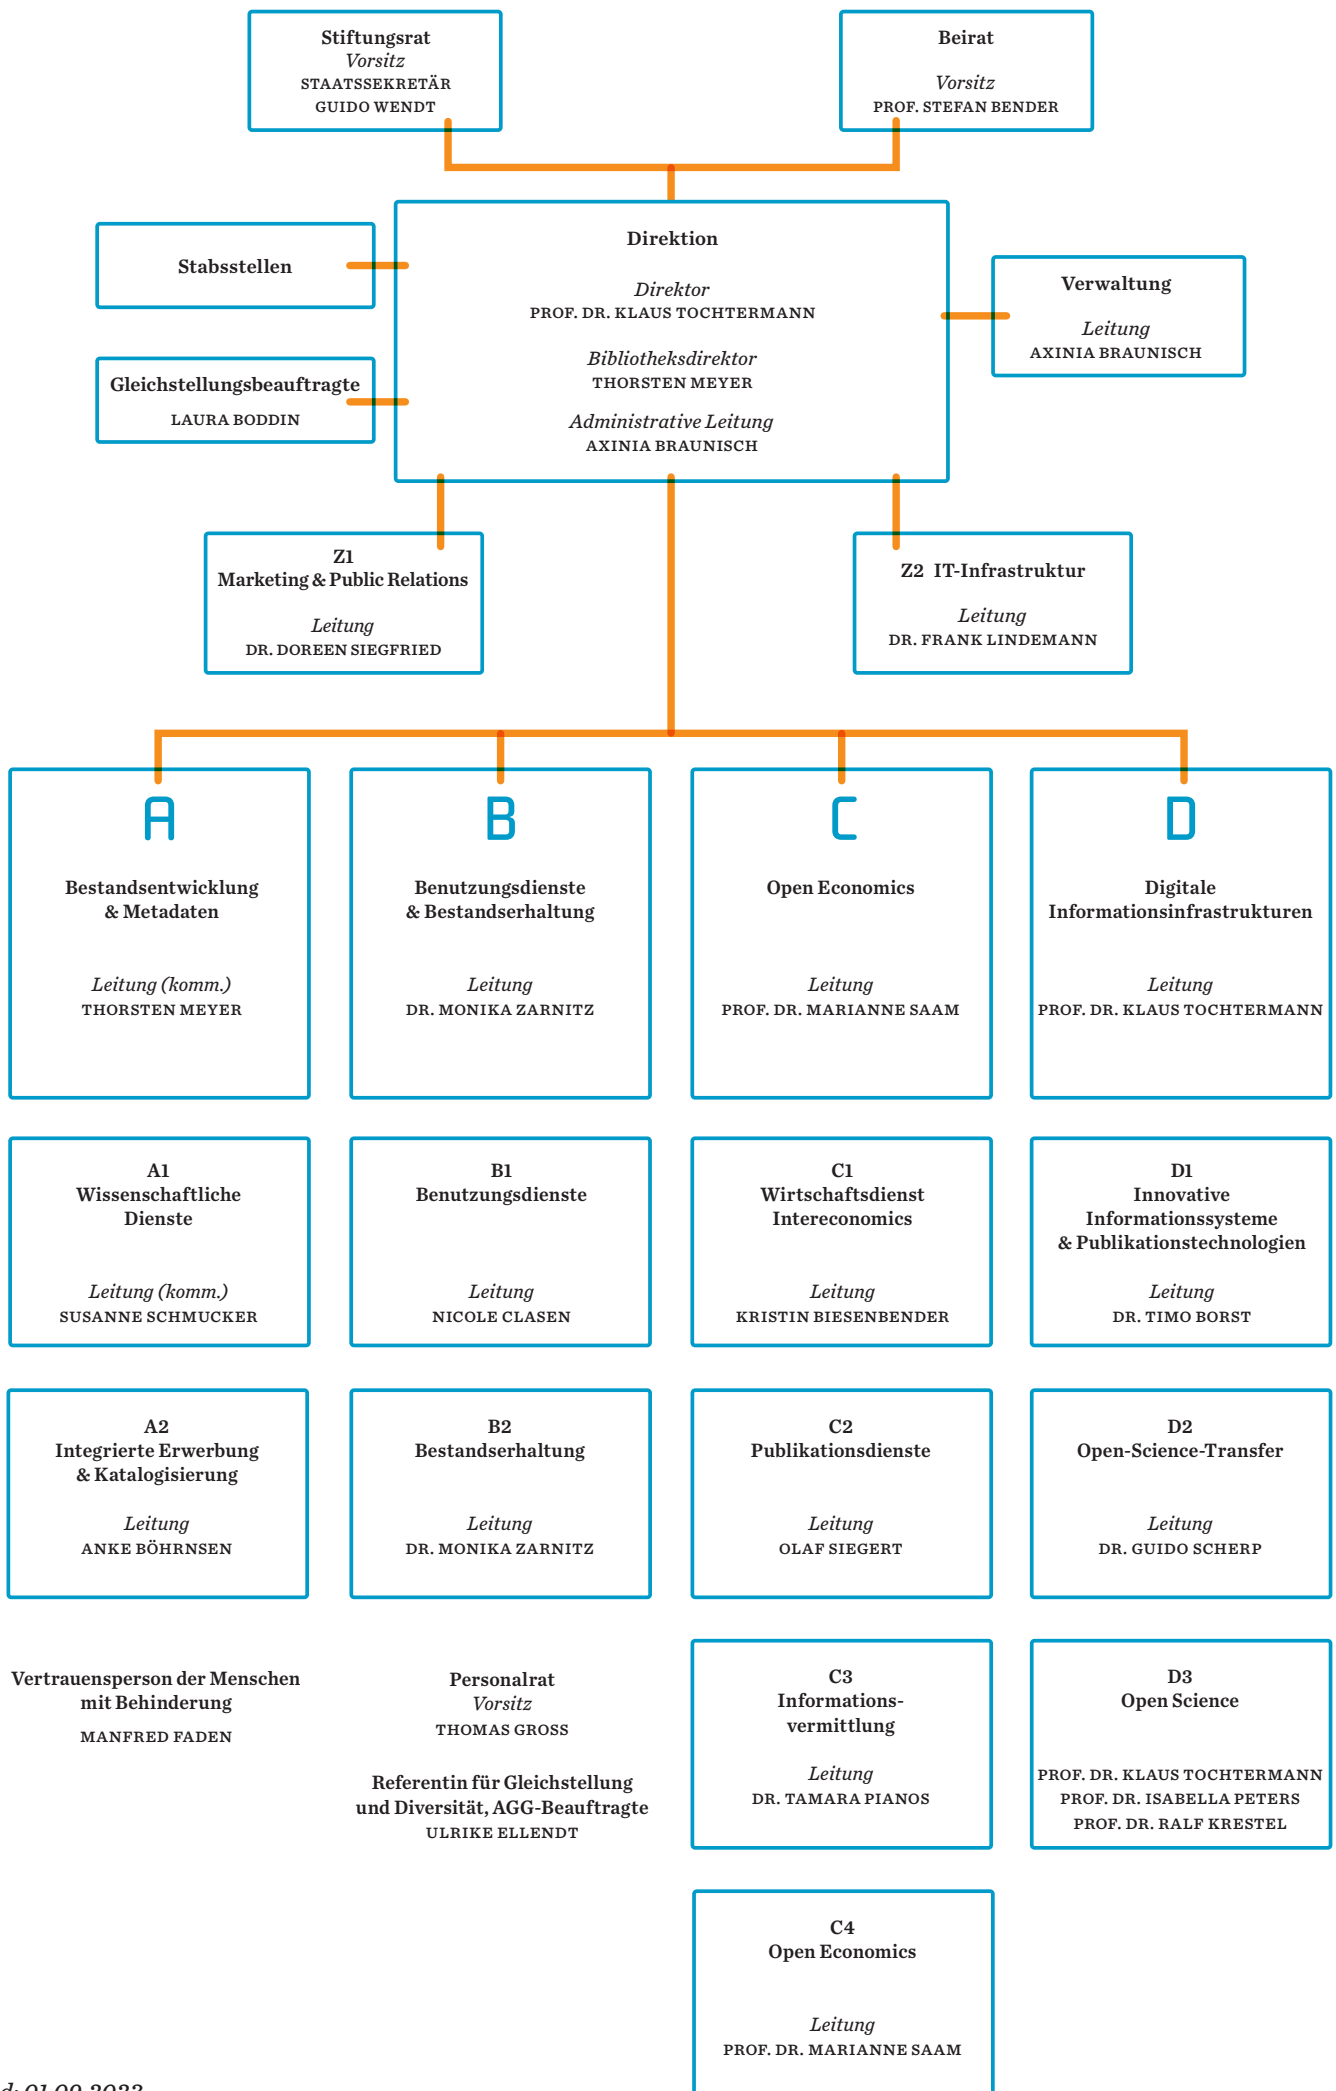 Stiftungsrat
Vorsitz
STAATSSEKRETÄR
GUIDO WENDT
Beirat
Vorsitz
PROF. STEFAN BENDER
Direktion
Direktor
PROF. DR. KLAUS TOCHTERMANN
Bibliotheksdirektor
THORSTEN MEYER
Administrative Leitung
AXINIA BRAUNISCH
Stabsstellen
Gleichstellungsbeauftragte
LAURA BODDIN
Verwaltung
Leitung
AXINIA BRAUNISCH
Z1
Marketing & Public Relations
Leitung
DR. DOREEN SIEGFRIED
Z2 IT-Infrastruktur
Leitung
DR. FRANK LINDEMANN
A
Bestandsentwicklung
& Metadaten
Leitung (komm.)
THORSTEN MEYER
B
Benutzungsdienste
& Bestandserhaltung
Leitung
DR. MONIKA ZARNITZ
C
Open Economics
Leitung
PROF. DR. MARIANNE SAAM
D
Digitale
Informationsinfrastrukturen
Leitung
PROF. DR. KLAUS TOCHTERMANN
A1
Wissenschaftliche
Dienste
Leitung (komm.)
SUSANNE SCHMUCKER
B1
Benutzungsdienste
Leitung
NICOLE CLASEN
C1
Wirtschaftsdienst
Intereconomics
Leitung
KRISTIN BIESENBENDER
D1
Innovative
Informationssysteme
& Publikationstechnologien
Leitung
DR. TIMO BORST
A2
Integrierte Erwerbung
& Katalogisierung
Leitung
ANKE BÖHRNSEN
B2
Bestandserhaltung
Leitung
DR. MONIKA ZARNITZ
C2
Publikationsdienste
Leitung
OLAF SIEGERT
D2
Open-Science-Transfer
Leitung
DR. GUIDO SCHERP
Vertrauensperson der Menschen
mit Behinderung
MANFRED FADEN
Personalrat
Vorsitz
THOMAS GROSS
Referentin für Gleichstellung
und Diversität, AGG-Beauftragte
ULRIKE ELLENDT
C3
Informations-
vermittlung
Leitung
DR. TAMARA PIANOS
D3
Open Science
PROF. DR. KLAUS TOCHTERMANN
PROF. DR. ISABELLA PETERS
PROF. DR. RALF KRESTEL
C4
Open Economics
Leitung
PROF. DR. MARIANNE SAAM